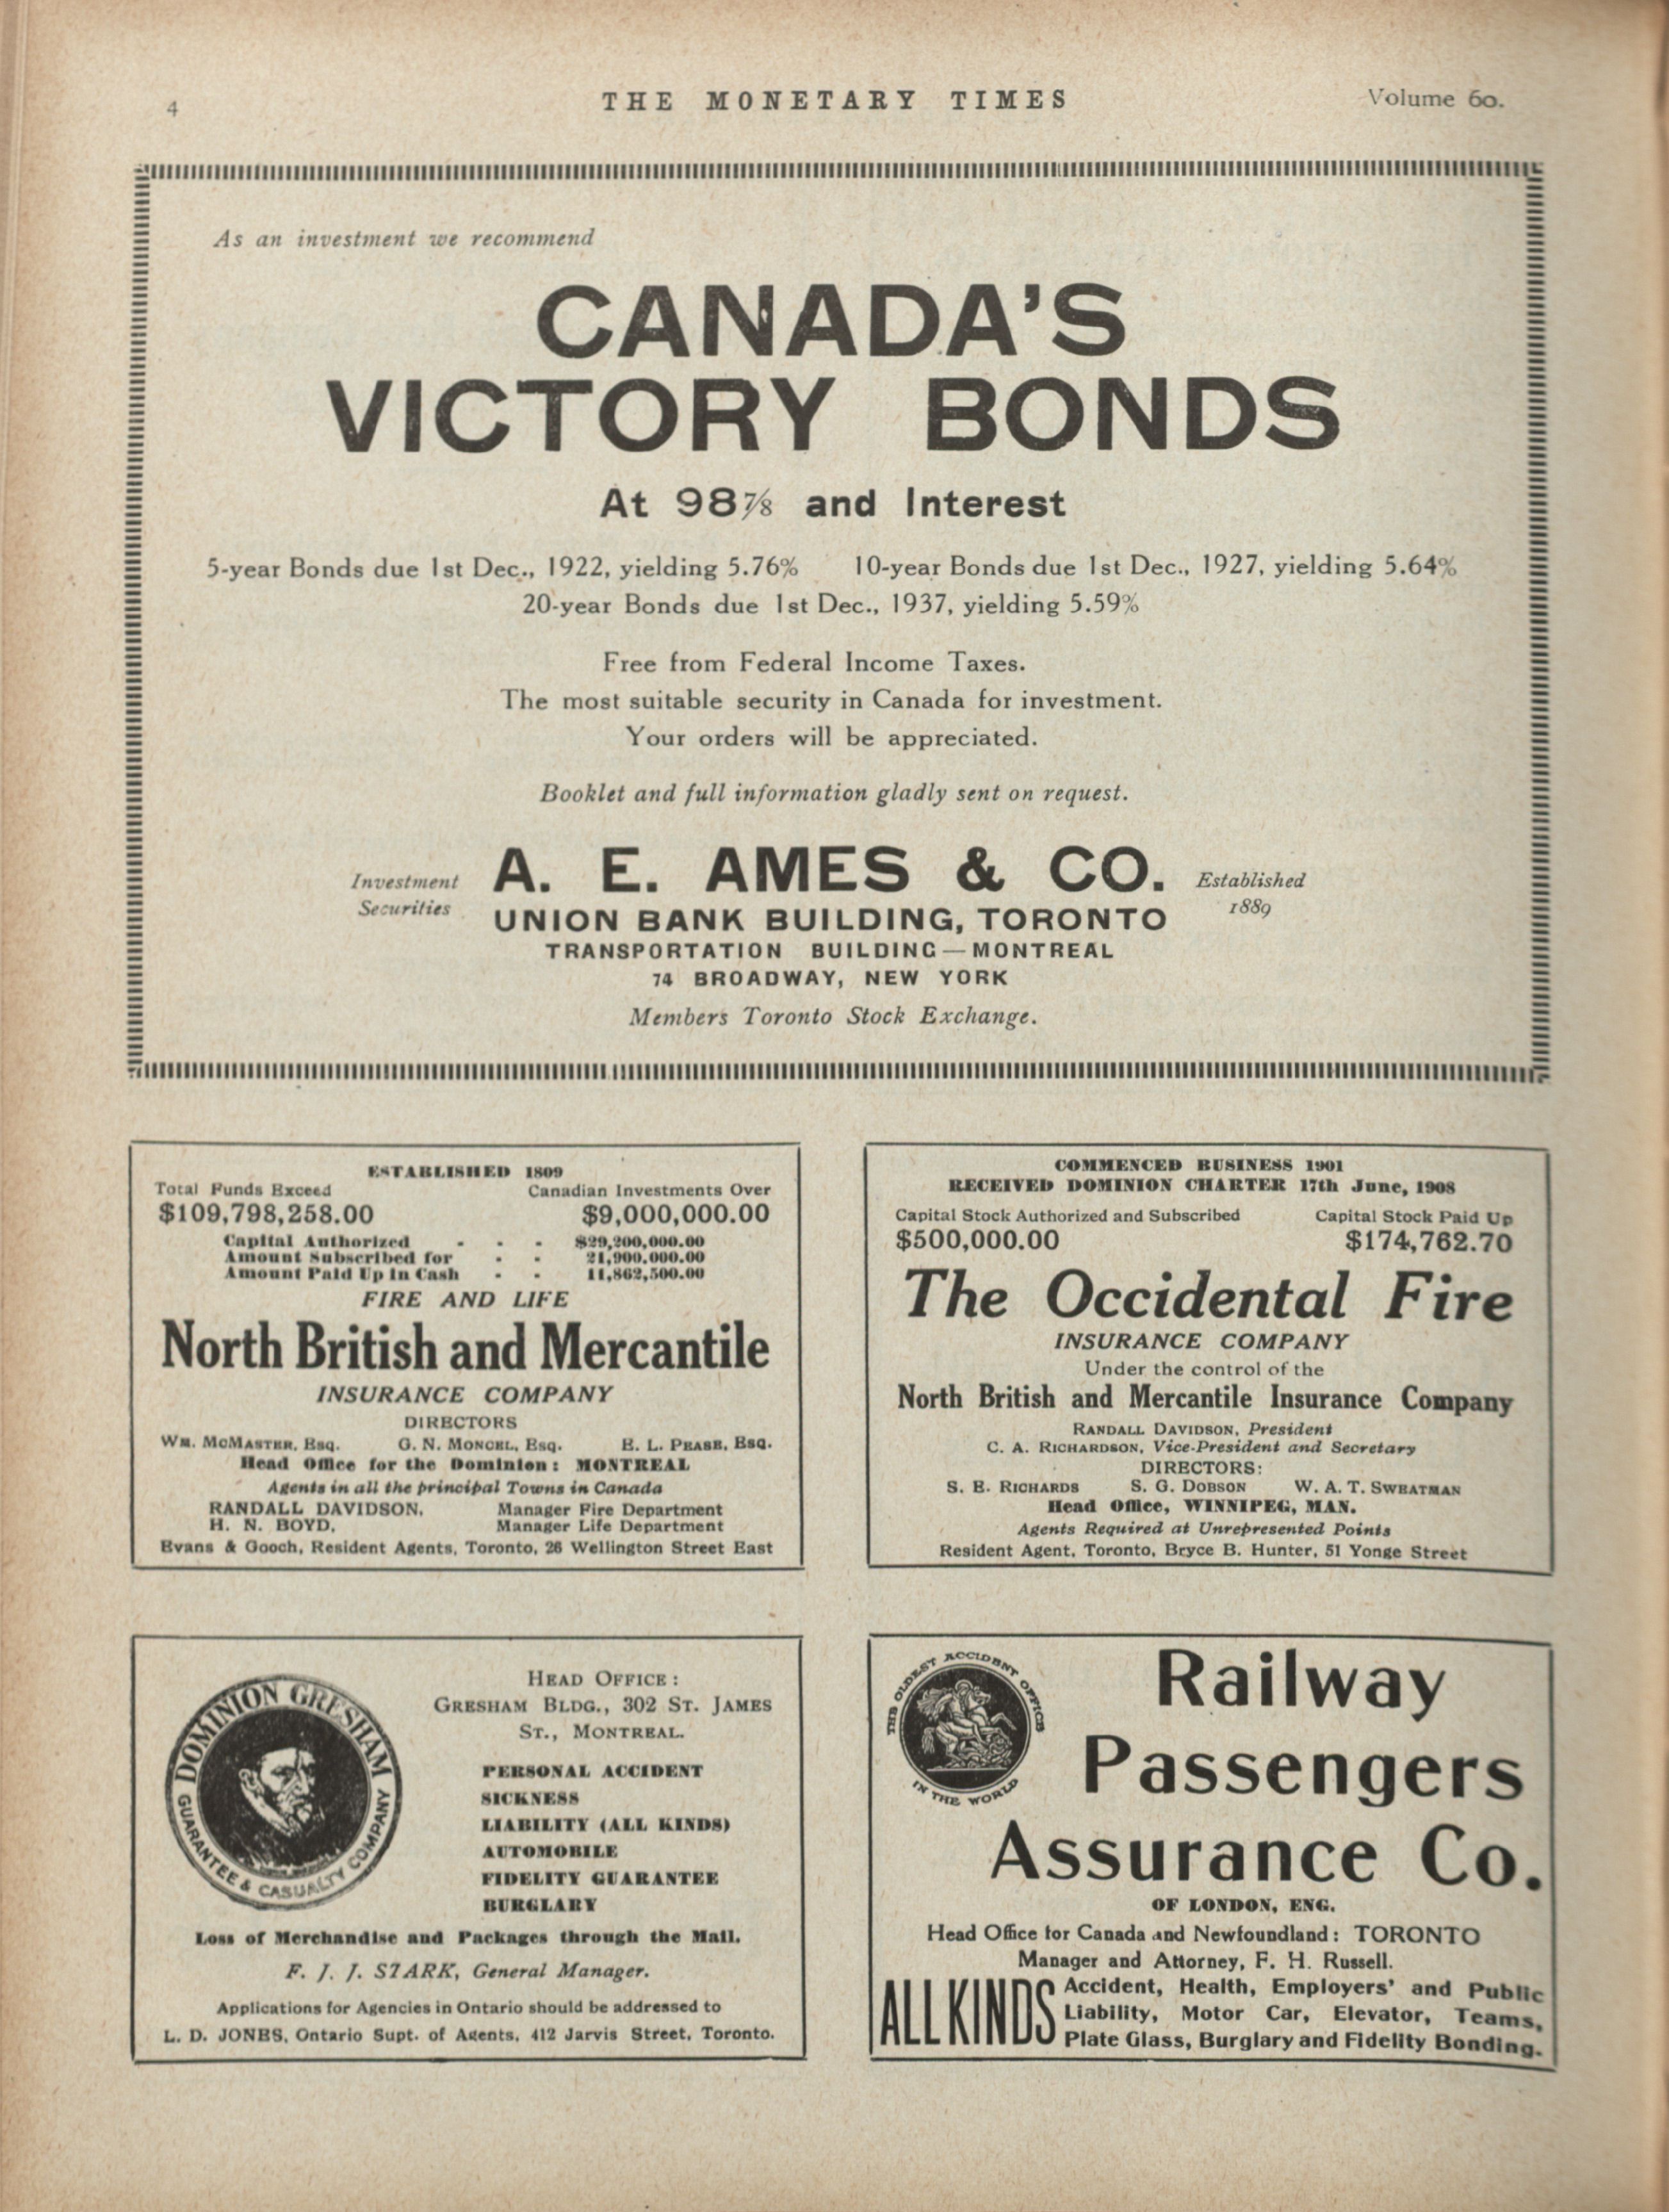 4
THE MONETARY TIMES
Volume 60.
As an investment we recommend
CANADA'S
VICTORY BONDS
At 98⅞ and Interest
5-year Bonds due 1st Dec., 1922, yielding 5.76% 10-year Bonds due 1st Dec., 1927, yielding 5.64%
20-year Bonds due 1st Dec., 1937, yielding 5.59%
Free from Federal Income Taxes.
The most suitable security in Canada for investment.
Your orders will be appreciated.
Booklet and full information gladly sent on request.
Investment Securities
A. E. AMES & CO.
Established 1889
UNION BANK BUILDING, TORONTO
TRANSPORTATION BUILDING—MONTREAL
74 BROADWAY, NEW YORK
Members Toronto Stock Exchange.
ESTABLISHED 1809
Total Funds Exceed Canadian Investments Over
$109,798,258.00 $9,000,000.00
Capital Authorized - - - $29,200,000.00
Amount Subscribed for - - 21,900,000.00
Amount Paid Up in Cash - - 11,862,500.00
FIRE AND LIFE
North British and Mercantile
INSURANCE COMPANY
DIRECTORS
WM. MCMASTER, Esq. G. N. MONCEL, Esq. E. L. PEASE, Esq.
Head Office for the Dominion: MONTREAL
Agents in all the principal Towns in Canada
RANDALL DAVIDSON, Manager Fire Department
H. N. BOYD, Manager Life Department
Evans & Gooch, Resident Agents, Toronto, 26 Wellington Street East
COMMENCED BUSINESS 1901
RECEIVED DOMINION CHARTER 17th June, 1908
Capital Stock Authorized and Subscribed Capital Stock Paid Up
$500,000.00 $174,762.70
The Occidental Fire
INSURANCE COMPANY
Under the control of the
North British and Mercantile Insurance Company
RANDALL DAVIDSON, President
C. A. RICHARDSON, Vice-President and Secretary
DIRECTORS:
S. E. RICHARDS S. G. DOBSON W. A. T. SWEATMAN
Head Office, WINNIPEG, MAN.
Agents Required at Unrepresented Points
Resident Agent, Toronto, Bryce B. Hunter, 51 Yonge Street
DOMINION GRESHAM
GUARANTEE & CASUALTY COMPANY
HEAD OFFICE:
GRESHAM BLDG., 302 ST. JAMES
ST., MONTREAL.
PERSONAL ACCIDENT
SICKNESS
LIABILITY (ALL KINDS)
AUTOMOBILE
FIDELITY GUARANTEE
BURGLARY
Loss of Merchandise and Packages through the Mail.
F. J. J. STARK, General Manager.
Applications for Agencies in Ontario should be addressed to
L. D. JONES, Ontario Supt. of Agents, 412 Jarvis Street, Toronto.
THE OLDEST ACCIDENT OFFICE
IN THE WORLD
Railway
Passengers
Assurance Co.
OF LONDON, ENG.
Head Office for Canada and Newfoundland: TORONTO
Manager and Attorney, F. H. Russell.
ALL KINDS
Accident, Health, Employers' and Public
Liability, Motor Car, Elevator, Teams,
Plate Glass, Burglary and Fidelity Bonding.